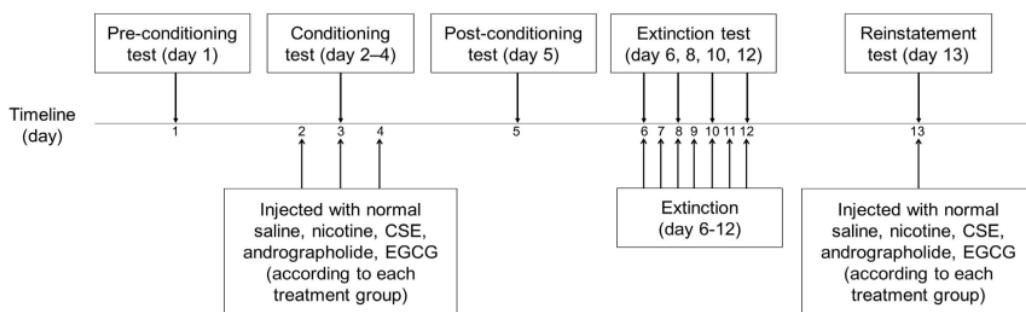 Pre-conditioning
test (day 1)
Conditioning
test (day 2–4)
Post-conditioning
test (day 5)
Extinction test
(day 6, 8, 10, 12)
Reinstatement
test (day 13)
Timeline
(day)
1
2
3
4
5
6
7
8
9
10
11
12
13
Injected with normal
saline, nicotine, CSE,
andrographolide, EGCG
(according to each
treatment group)
Extinction
(day 6-12)
Injected with normal
saline, nicotine, CSE,
andrographolide, EGCG
(according to each
treatment group)